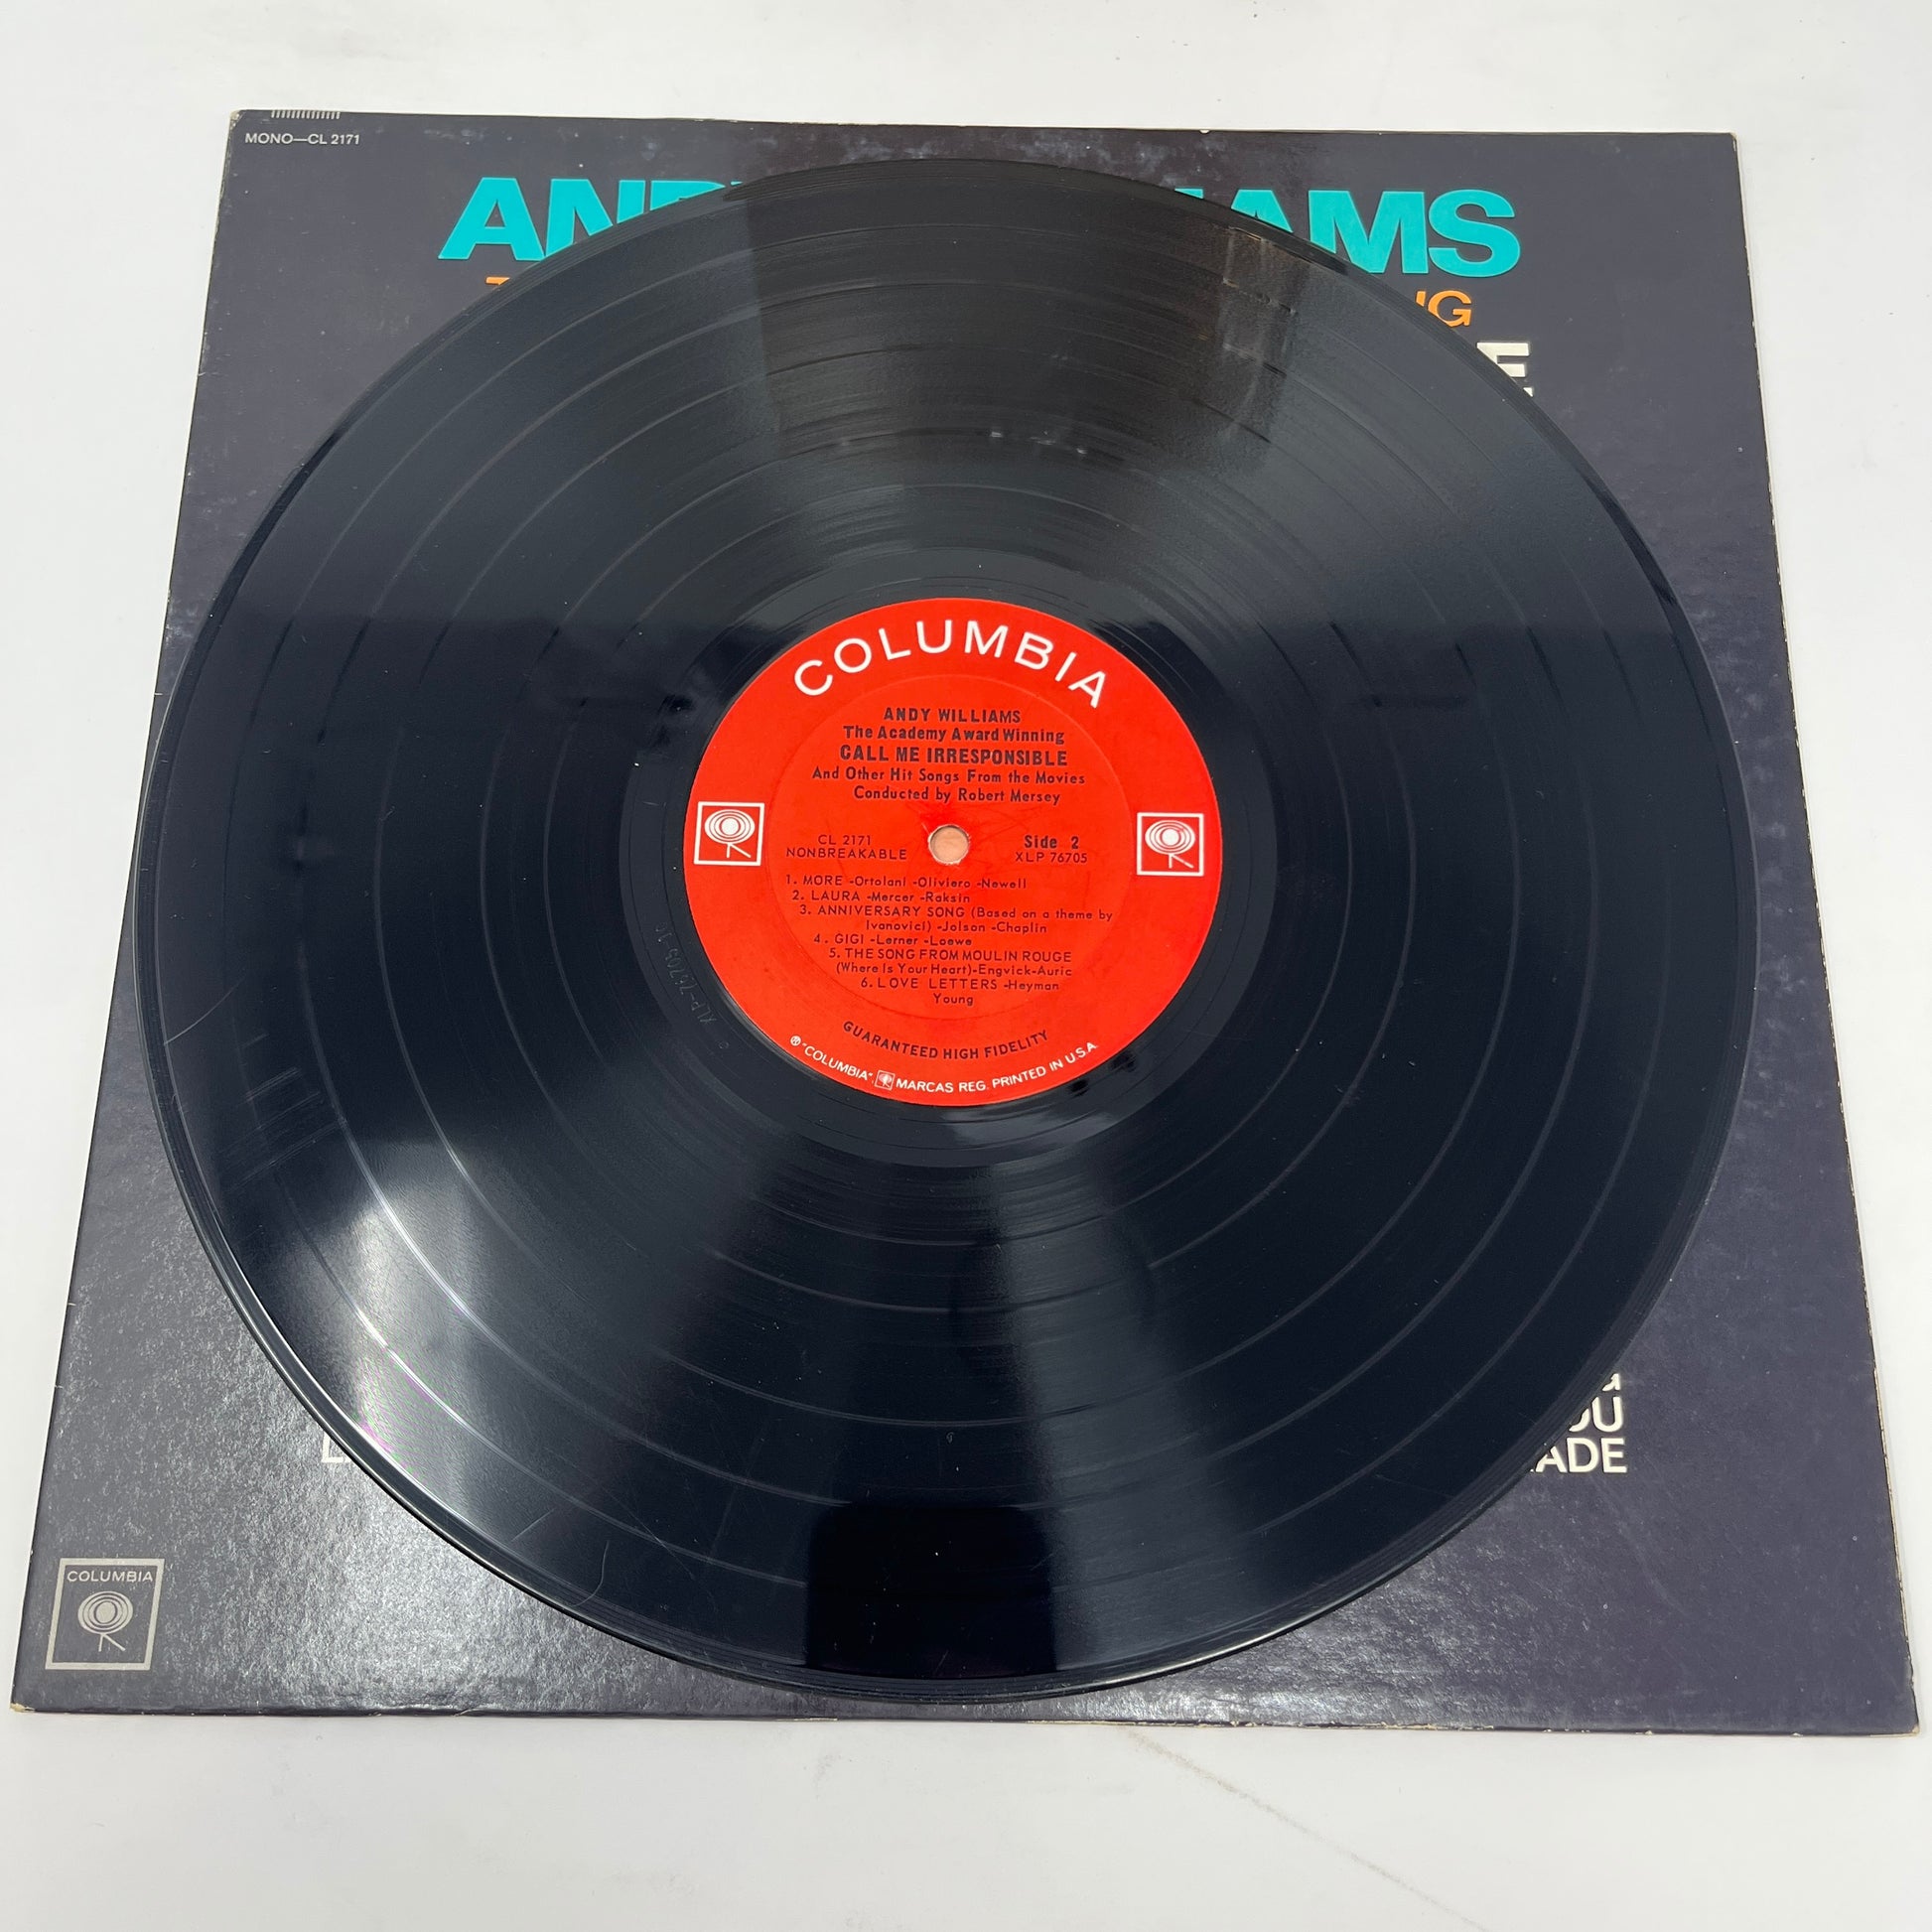 MONO—CL 2171
AMS
NG
E
COLUMBIA
ANDY WILLIAMS
The Academy Award Winning
CALL ME IRRESPONSIBLE
And Other Hit Songs From the Movies
Conducted by Robert Mersey
CL 2171
NONBREAKABLE
Side 2
XLP 76705
1. MORE -Ortolani -Oliviero -Newell
2. LAURA -Mercer -Raksin
3. ANNIVERSARY SONG (Based on a theme by
Ivanovici) -Jolson -Chaplin
4. GIGI -Lerner -Loewe
5. THE SONG FROM MOULIN ROUGE
(Where Is Your Heart)-Engvick-Auric
6. LOVE LETTERS -Heyman
Young
GUARANTEED HIGH FIDELITY
® "COLUMBIA", MARCAS REG. PRINTED IN U.S.A.
OU
ADE
COLUMBIA